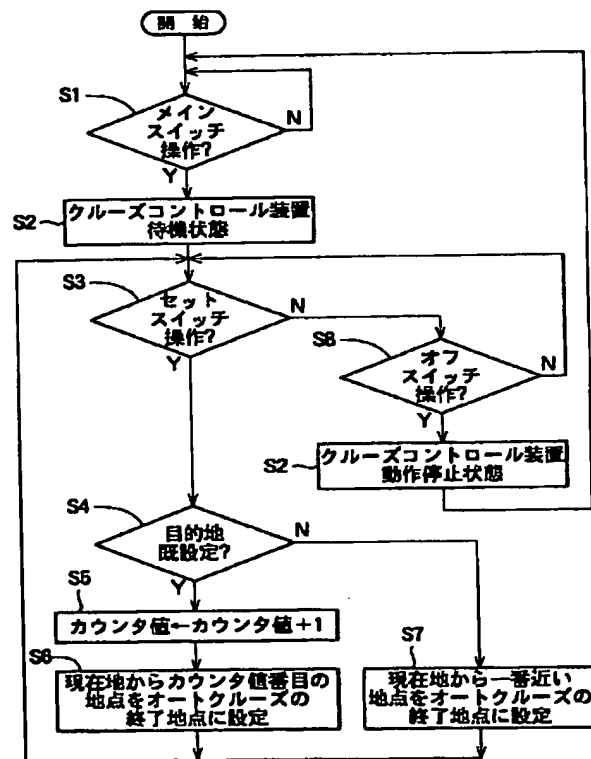 開始
S1
メイン
スイッチ
操作?
N
Y
S2
クルーズコントロール装置
待機状態
S3
セット
スイッチ
操作?
N
Y
S8
オフ
スイッチ
操作?
N
Y
S2
クルーズコントロール装置
動作停止状態
S4
目的地
既設定?
N
Y
S5
カウンタ値←カウンタ値+1
S6
現在地からカウンタ値番目の
地点をオートクルーズの
終了地点に設定
S7
現在地から一番近い
地点をオートクルーズの
終了地点に設定